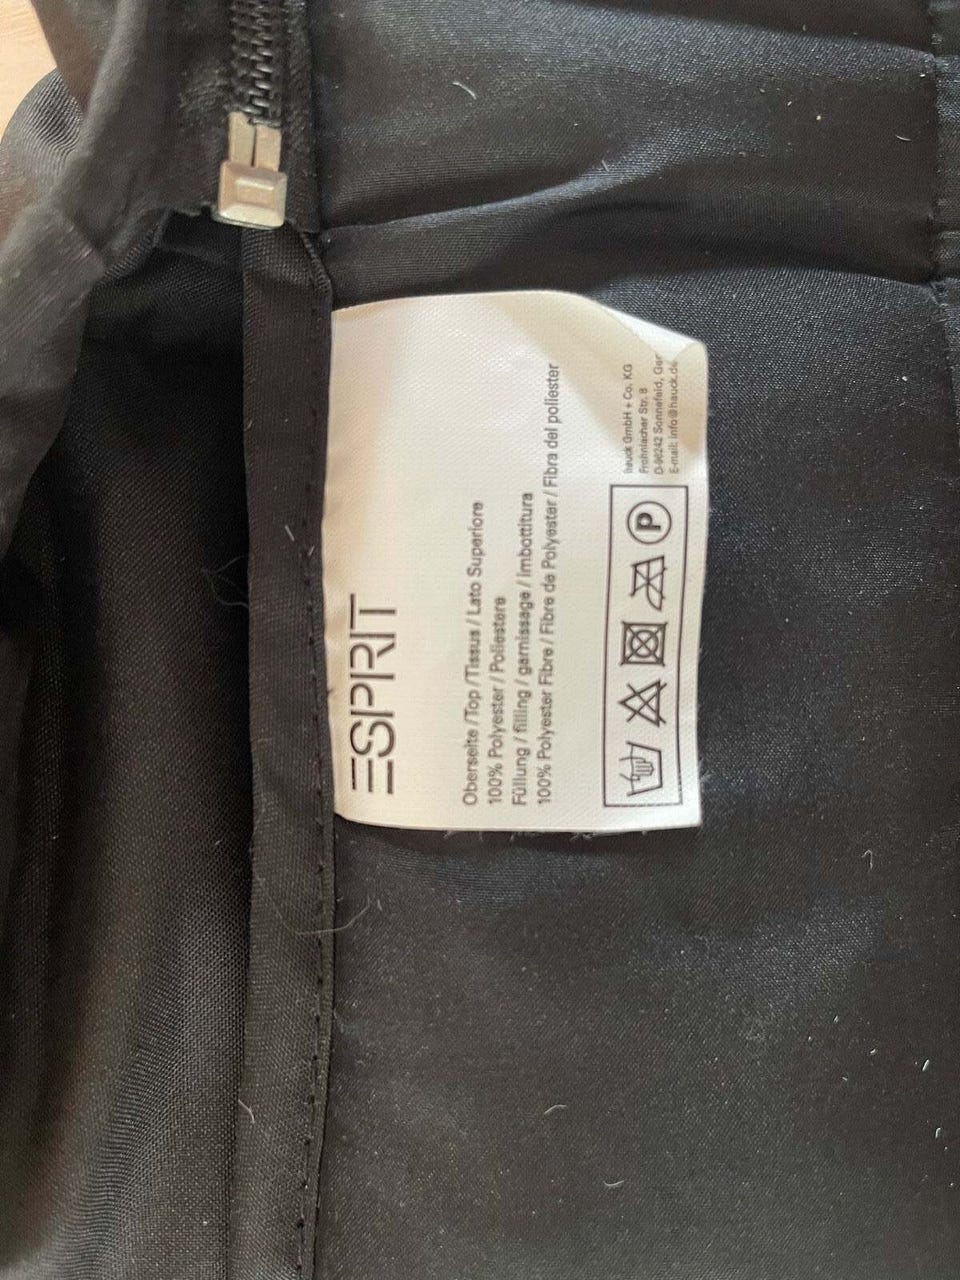 ESPRIT
Oberseite / Top / Tissus / Lato Superiore
100% Polyester / Poliestere
Füllung / filling / garnissage / imbottitura
100% Polyester Fibre / Fibre de Polyester / Fibra del poliester
P
hauck GmbH + Co. KG
Frohnlacher Str. 8
D-96242 Sonnefeld, Ger
E-mail: info@hauck.de